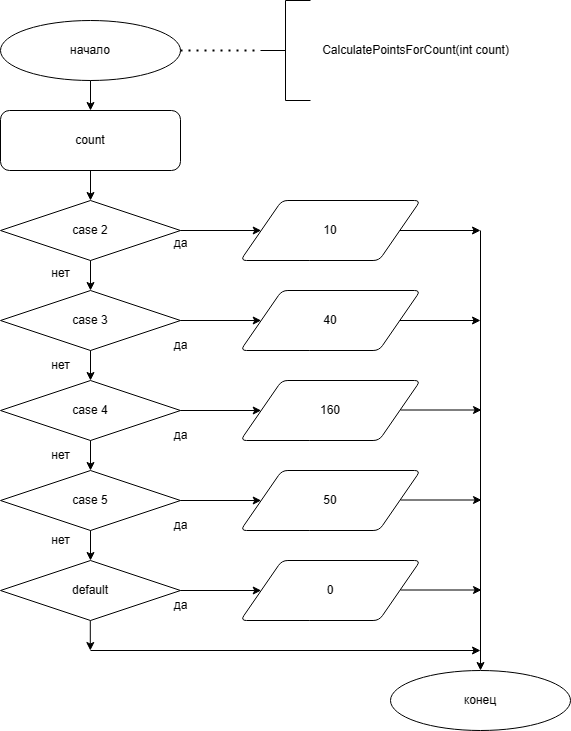 начало
CalculatePointsForCount(int count)
count
case 2
да
10
нет
case 3
да
40
нет
case 4
да
160
нет
case 5
да
50
нет
default
да
0
конец